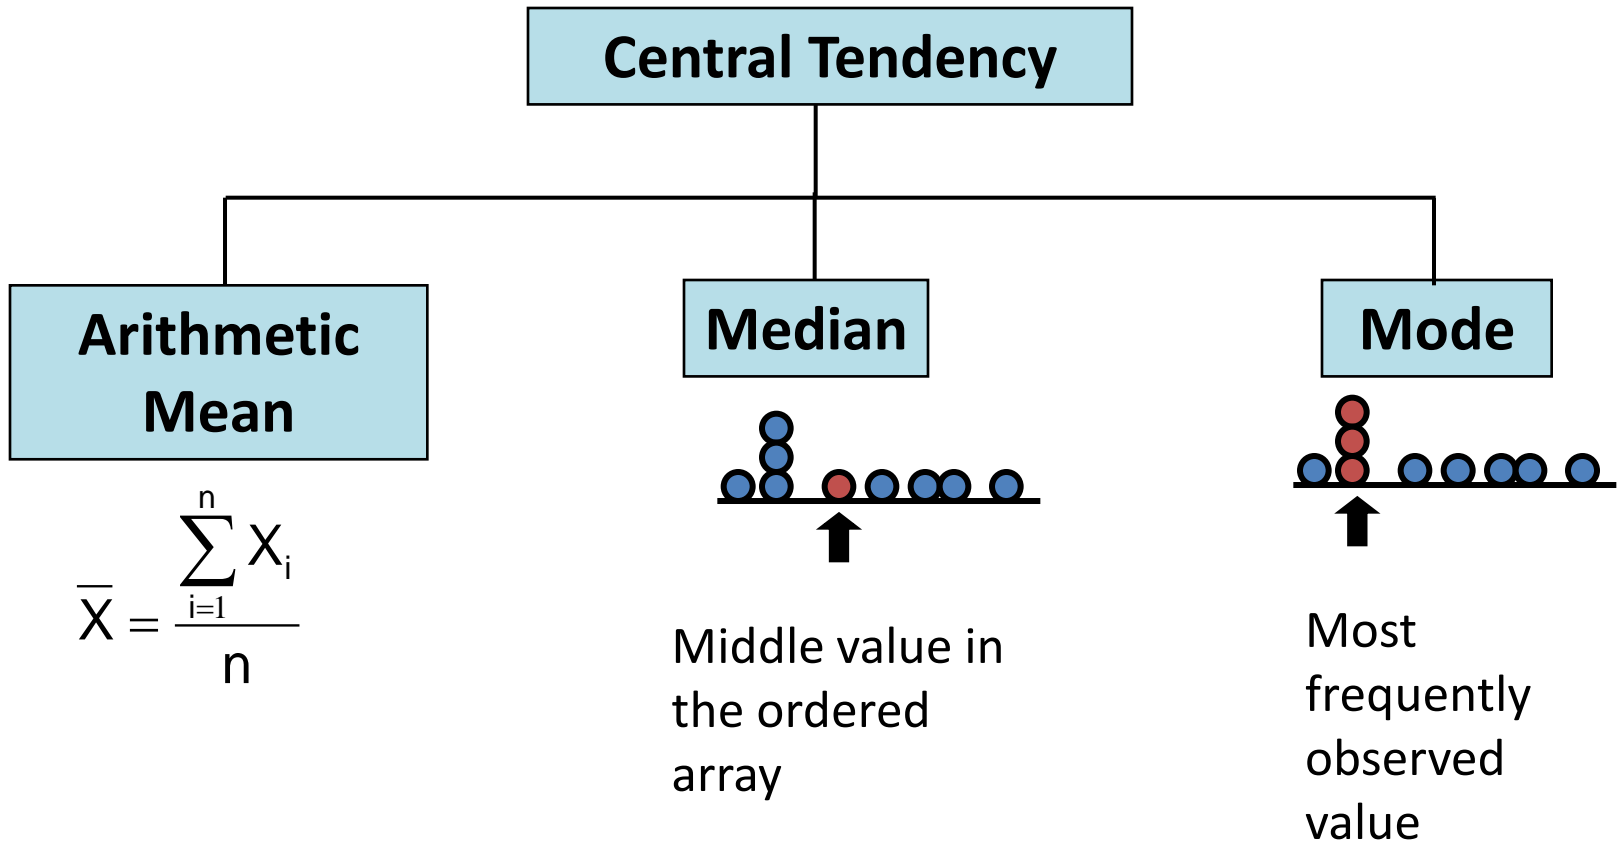 Central Tendency
Arithmetic
Mean
Median
Mode
n
∑ Xᵢ
i=1
X̅ =
n
Middle value in
the ordered
array
Most
frequently
observed
value